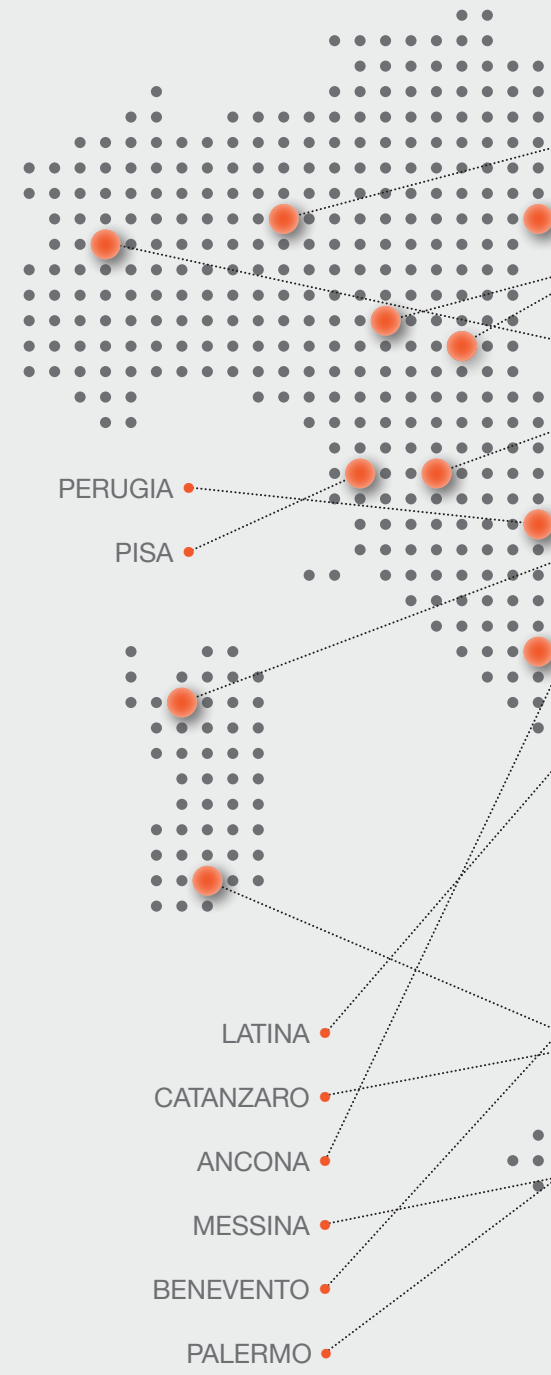 PERUGIA
PISA
LATINA
CATANZARO
ANCONA
MESSINA
BENEVENTO
PALERMO